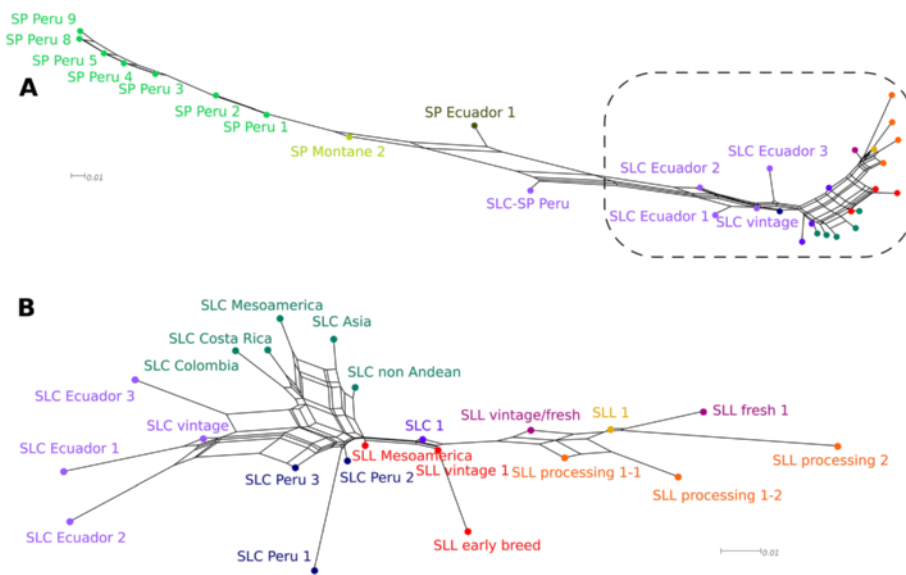 SP Peru 9
SP Peru 8
SP Peru 5
SP Peru 4
SP Peru 3
A
SP Peru 2
SP Peru 1
SP Ecuador 1
SP Montane 2
SLC Ecuador 3
SLC Ecuador 2
0.01
SLC-SP Peru
SLC Ecuador 1
SLC vintage
B
SLC Mesoamerica
SLC Asia
SLC Costa Rica
SLC Colombia
SLC non Andean
SLC Ecuador 3
SLC vintage
SLC 1
SLL vintage/fresh
SLL 1
SLL fresh 1
SLC Ecuador 1
SLL Mesoamerica
SLL processing 2
SLC Peru 3
SLC Peru 2
SLL vintage 1
SLL processing 1-1
SLL processing 1-2
SLC Ecuador 2
SLL early breed
SLC Peru 1
0.01